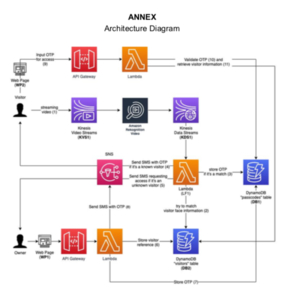 ANNEX
Architecture Diagram
Input OTP
for access
(9)
API Gateway
Lambda
Validate OTP (10) and
retrieve visitor information (11)
Web Page
(WP2)
Visitor
streaming
video (1)
Kinesis
Video Streams
(KVS1)
Amazon
Rekognition
Video
Kinesis
Data Streams
(KDS1)
SNS
Send SMS with OTP
if it's a known visitor (4)
Send SMS requesting
access if it's an
unknown visitor (5)
Lambda
(LF1)
store OTP
if it's a match (3)
DynamoDB
"passcodes" table
(DB1)
try to match
visitor face information (2)
Send SMS with OTP
Owner
Web Page
(WP1)
API Gateway
Lambda
Store visitor
reference (6)
DynamoDB
"visitors" table
(DB2)
Store OTP (7)